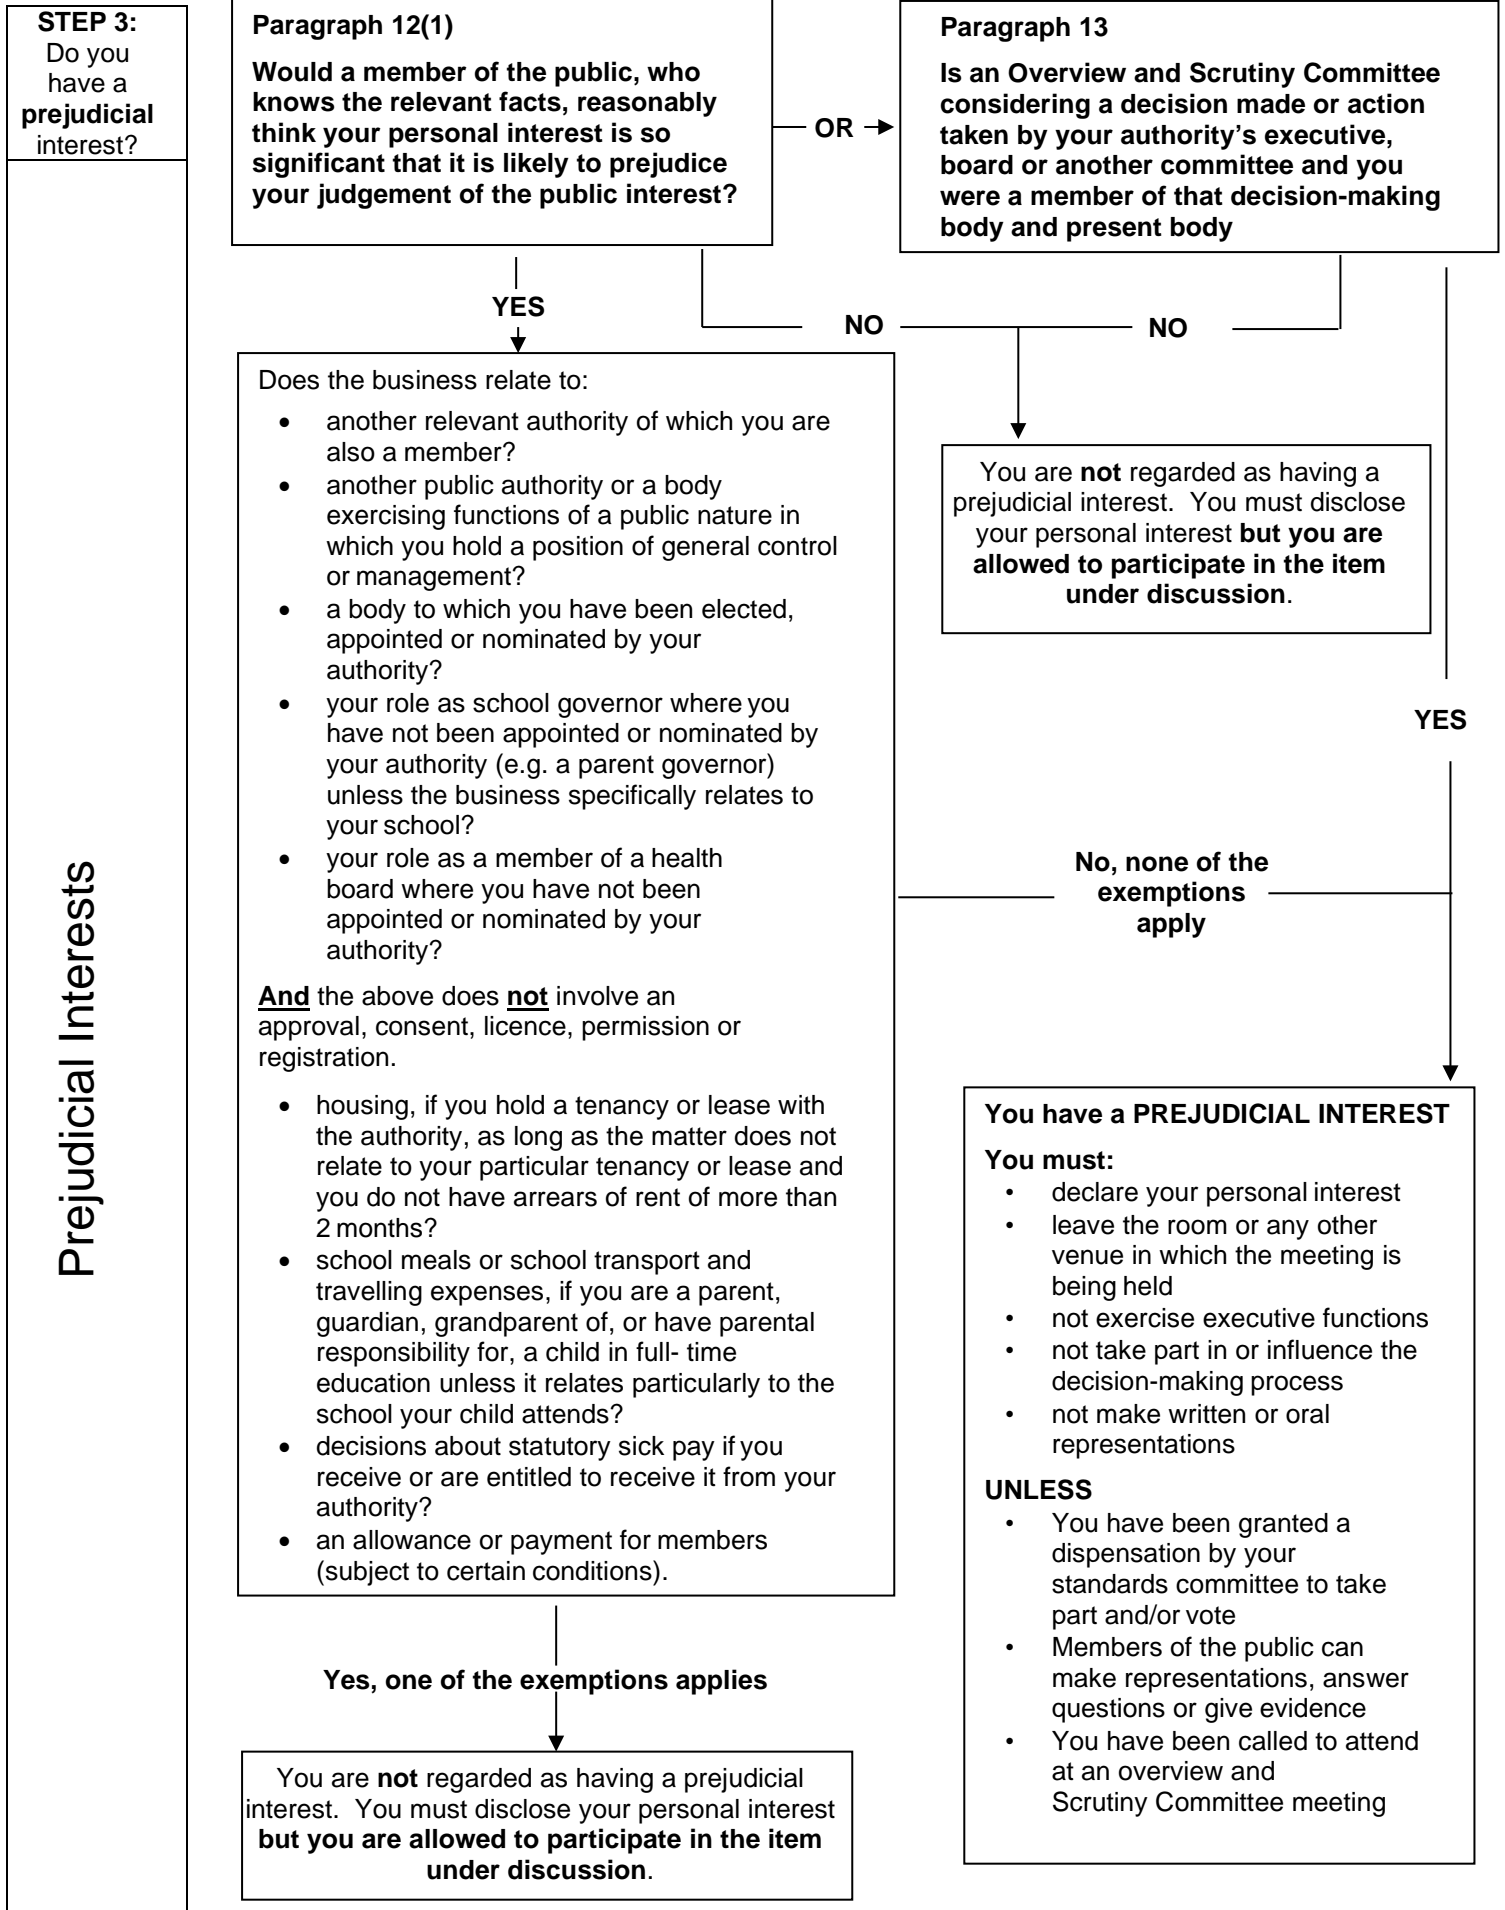 STEP 3:
Do you
have a
prejudicial
interest?
Prejudicial Interests
Paragraph 12(1)
Would a member of the public, who
knows the relevant facts, reasonably
think your personal interest is so
significant that it is likely to prejudice
your judgement of the public interest?
OR
Paragraph 13
Is an Overview and Scrutiny Committee
considering a decision made or action
taken by your authority’s executive,
board or another committee and you
were a member of that decision-making
body and present body
YES
NO
NO
Does the business relate to:
• another relevant authority of which you are
also a member?
• another public authority or a body
exercising functions of a public nature in
which you hold a position of general control
or management?
• a body to which you have been elected,
appointed or nominated by your
authority?
• your role as school governor where you
have not been appointed or nominated by
your authority (e.g. a parent governor)
unless the business specifically relates to
your school?
• your role as a member of a health
board where you have not been
appointed or nominated by your
authority?
And the above does not involve an
approval, consent, licence, permission or
registration.
• housing, if you hold a tenancy or lease with
the authority, as long as the matter does not
relate to your particular tenancy or lease and
you do not have arrears of rent of more than
2 months?
• school meals or school transport and
travelling expenses, if you are a parent,
guardian, grandparent of, or have parental
responsibility for, a child in full- time
education unless it relates particularly to the
school your child attends?
• decisions about statutory sick pay if you
receive or are entitled to receive it from your
authority?
• an allowance or payment for members
(subject to certain conditions).
You are not regarded as having a
prejudicial interest. You must disclose
your personal interest but you are
allowed to participate in the item
under discussion.
YES
No, none of the
exemptions
apply
You have a PREJUDICIAL INTEREST
You must:
• declare your personal interest
• leave the room or any other
venue in which the meeting is
being held
• not exercise executive functions
• not take part in or influence the
decision-making process
• not make written or oral
representations
UNLESS
• You have been granted a
dispensation by your
standards committee to take
part and/or vote
• Members of the public can
make representations, answer
questions or give evidence
• You have been called to attend
at an overview and
Scrutiny Committee meeting
Yes, one of the exemptions applies
You are not regarded as having a prejudicial
interest. You must disclose your personal interest
but you are allowed to participate in the item
under discussion.